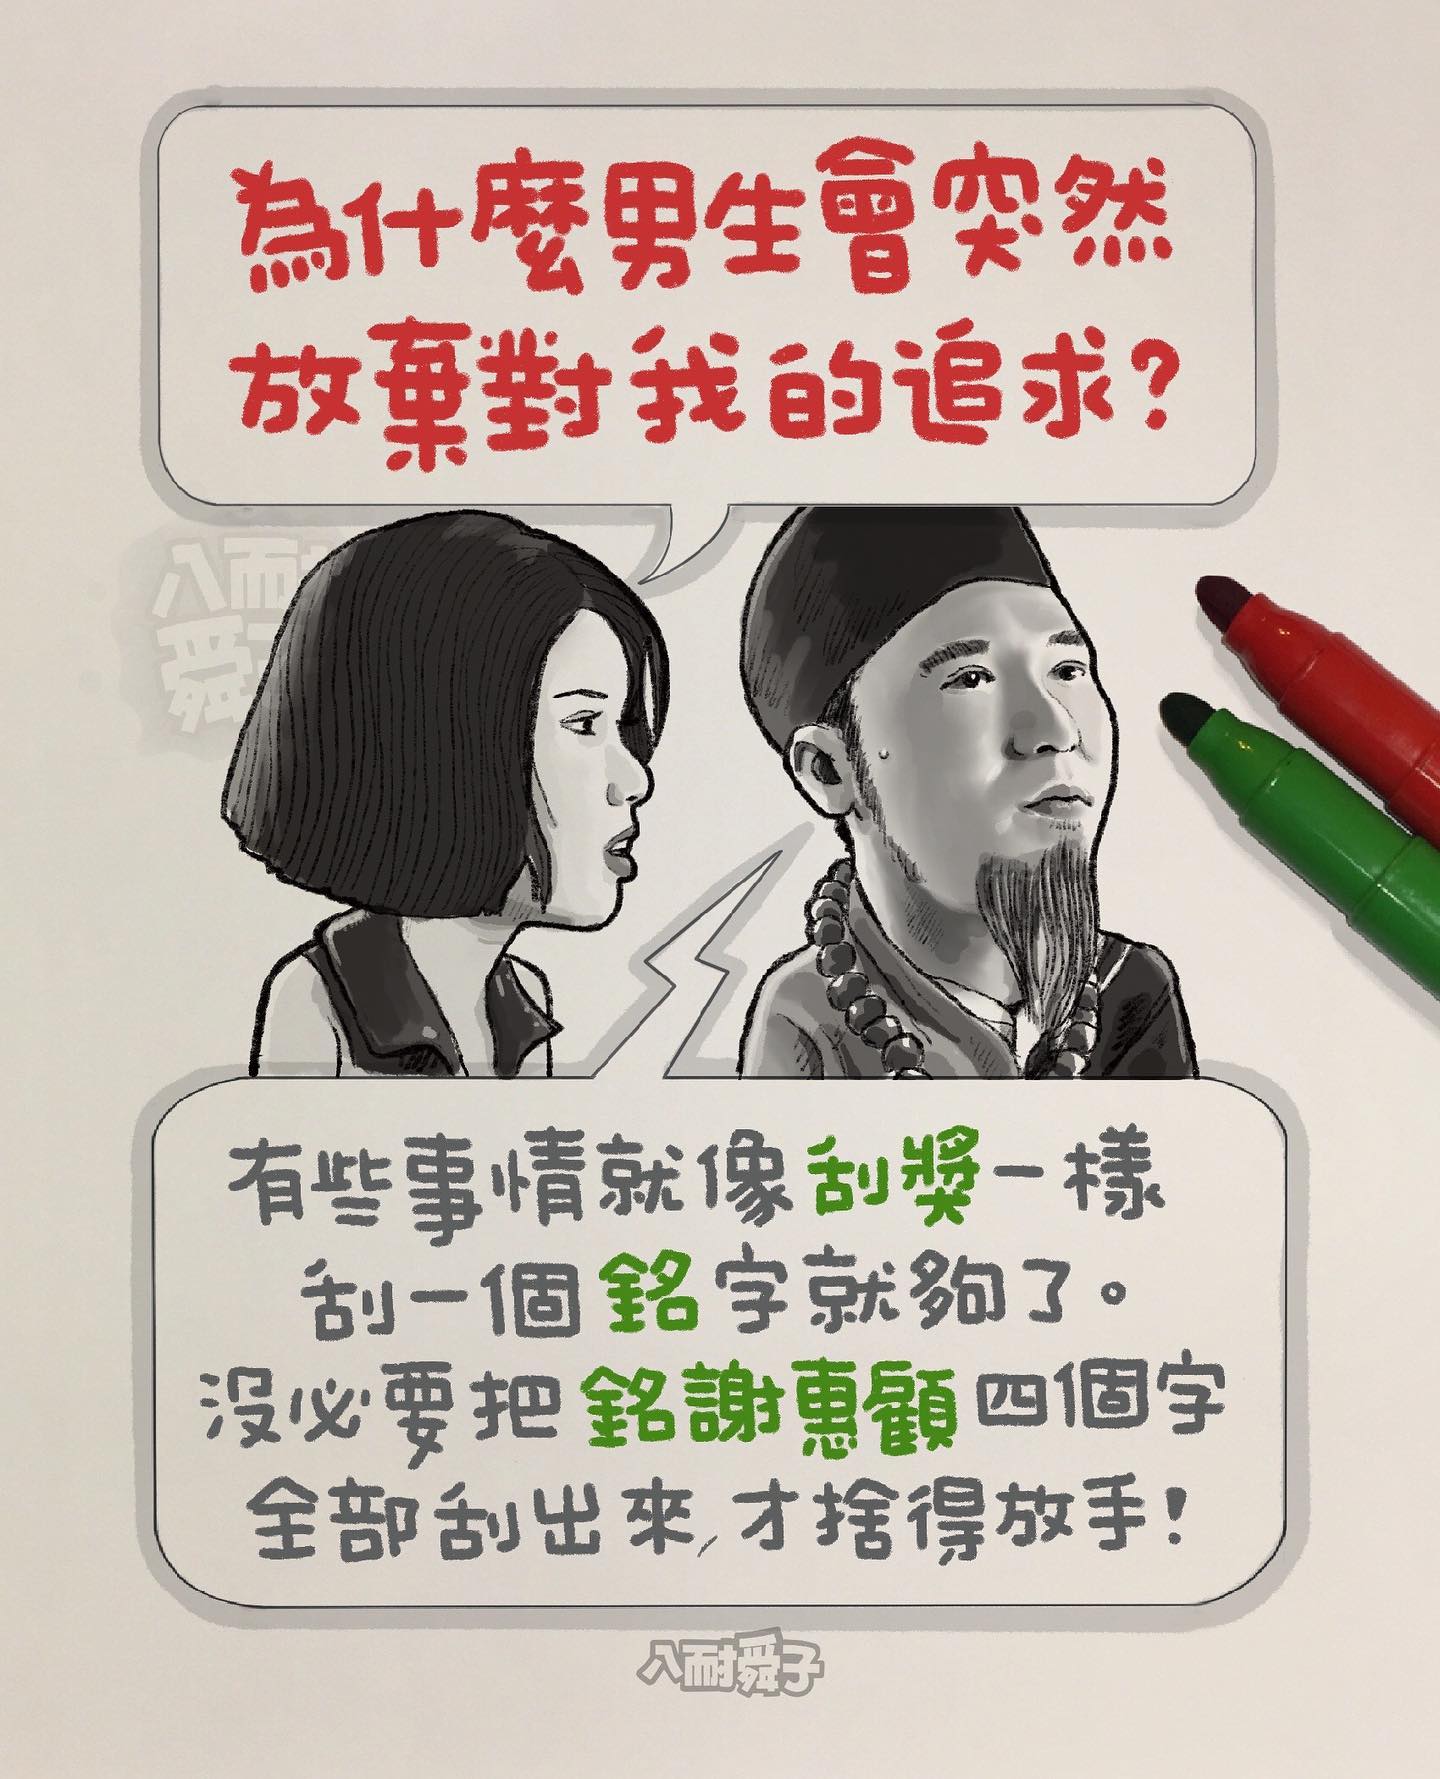 為什麼男生會突然
放棄對我的追求?
八耐
舜子
有些事情就像刮獎一樣
刮一個銘字就夠了。
沒必要把銘謝惠顧四個字
全部刮出來,才捨得放手!
八耐舜子